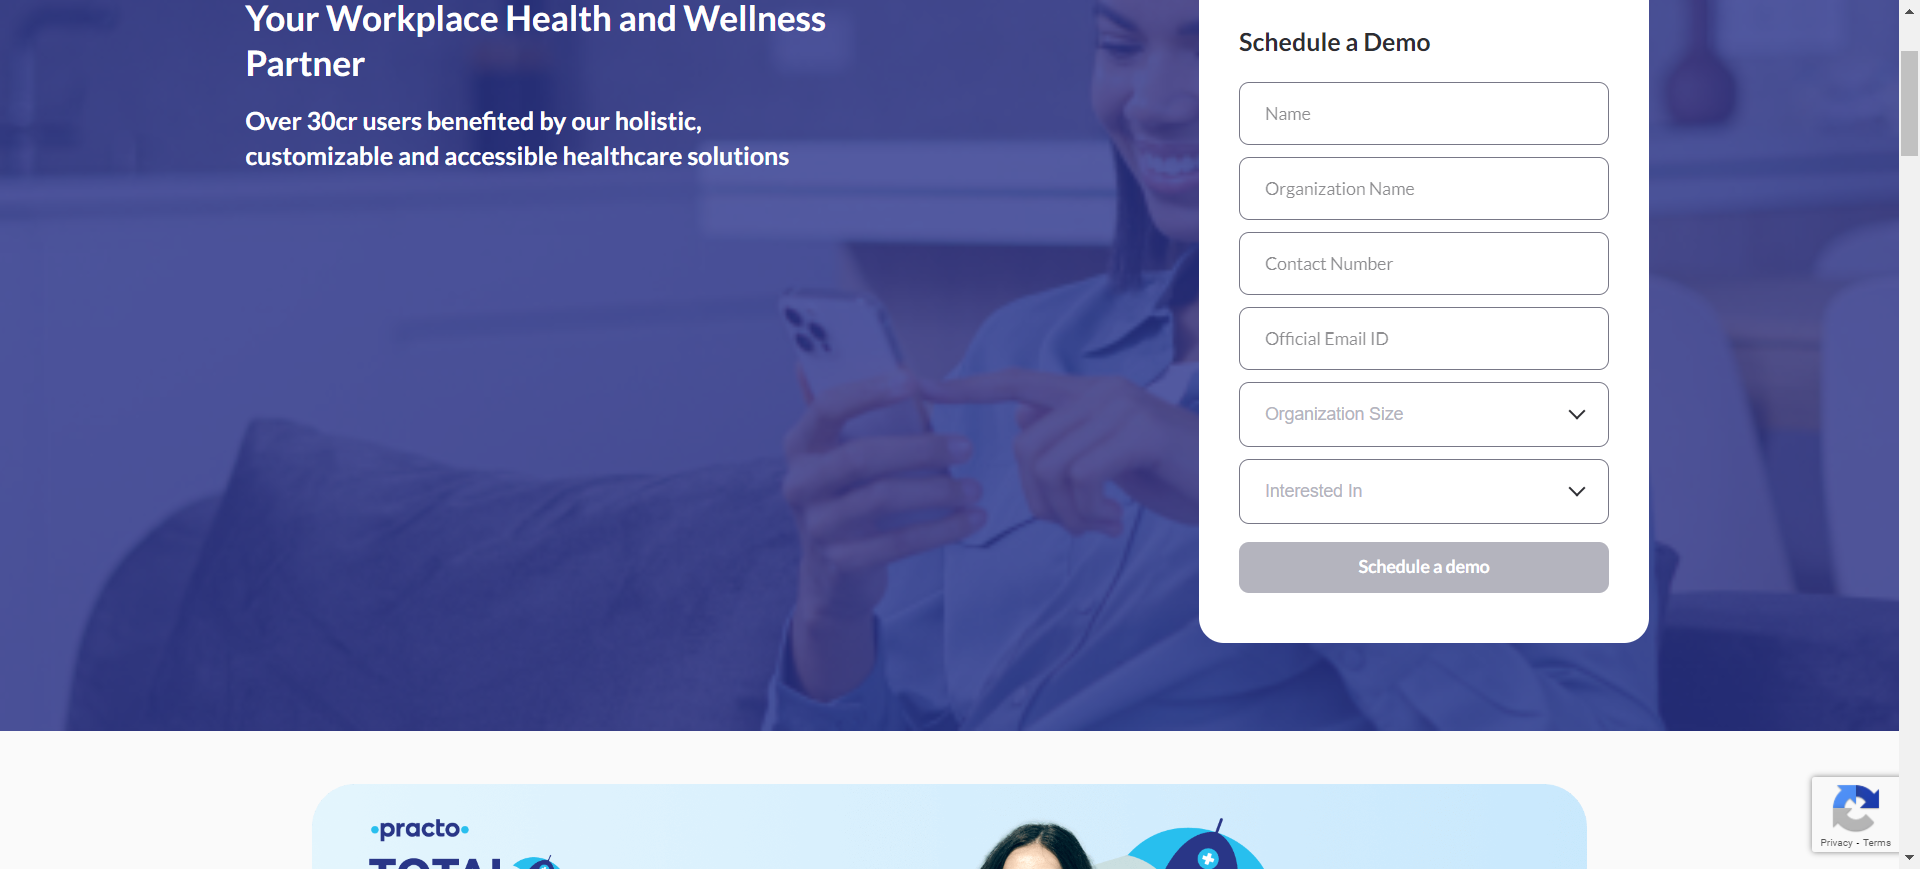 Your Workplace Health and Wellness
Partner
Over 30cr users benefited by our holistic,
customizable and accessible healthcare solutions
Schedule a Demo
Name
Organization Name
Contact Number
Official Email ID
Organization Size
Interested In
Schedule a demo
practo
TOTAL
Privacy - Terms